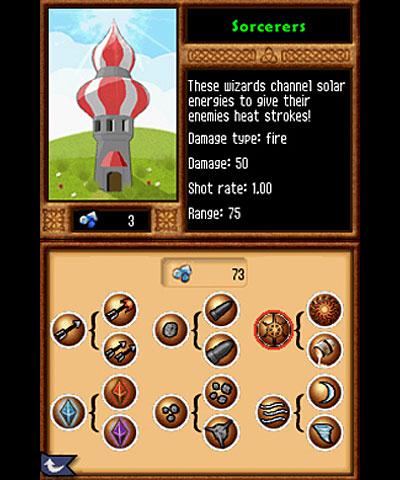 Sorcerers
These wizards channel solar
energies to give their
enemies heat strokes!
Damage type: fire
Damage: 50
Shot rate: 1.00
Range: 75
3
73